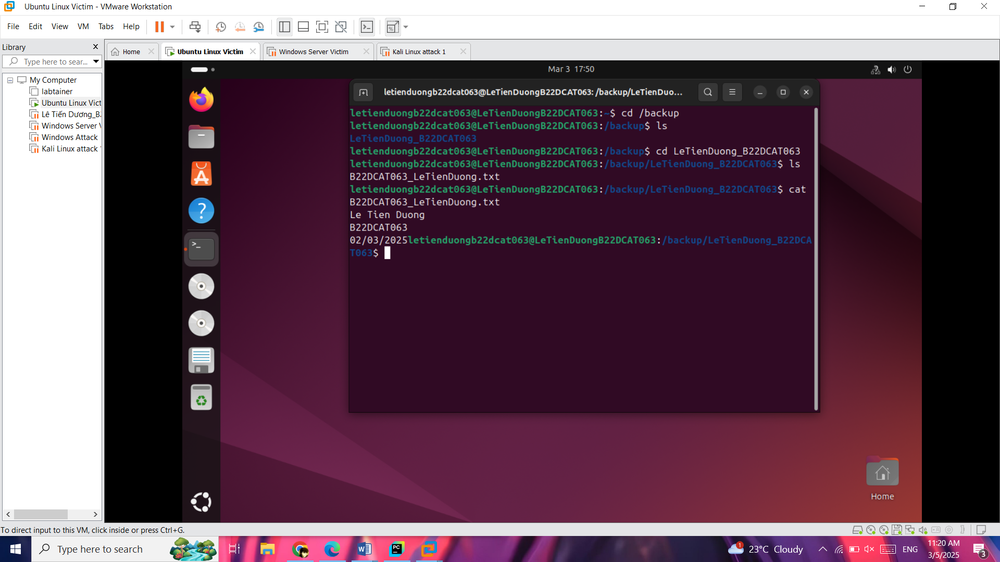 Ubuntu Linux Victim - VMware Workstation
File Edit View VM Tabs Help
Library
Type here to sear...
My Computer
labtainer
Ubuntu Linux Vict
Lê Tiến Dương_B2
Windows Server V
Windows Attack
Kali Linux attack 1
Home
Ubuntu Linux Victim
Windows Server Victim
Kali Linux attack 1
Mar 3 17:50
letienduongb22dcat063@LeTienDuongB22DCAT063: /backup/LeTienDuo...
letienduongb22dcat063@LeTienDuongB22DCAT063:~$ cd /backup
letienduongb22dcat063@LeTienDuongB22DCAT063:/backup$ ls
LeTienDuong_B22DCAT063
letienduongb22dcat063@LeTienDuongB22DCAT063:/backup$ cd LeTienDuong_B22DCAT063
letienduongb22dcat063@LeTienDuongB22DCAT063:/backup/LeTienDuong_B22DCAT063$ ls
B22DCAT063_LeTienDuong.txt
letienduongb22dcat063@LeTienDuongB22DCAT063:/backup/LeTienDuong_B22DCAT063$ cat
B22DCAT063_LeTienDuong.txt
Le Tien Duong
B22DCAT063
02/03/2025letienduongb22dcat063@LeTienDuongB22DCAT063:/backup/LeTienDuong_B22DCA
T063$
Home
To direct input to this VM, click inside or press Ctrl+G.
Type here to search
W
PC
1
23°C Cloudy
ENG
11:20 AM
3/5/2025
3